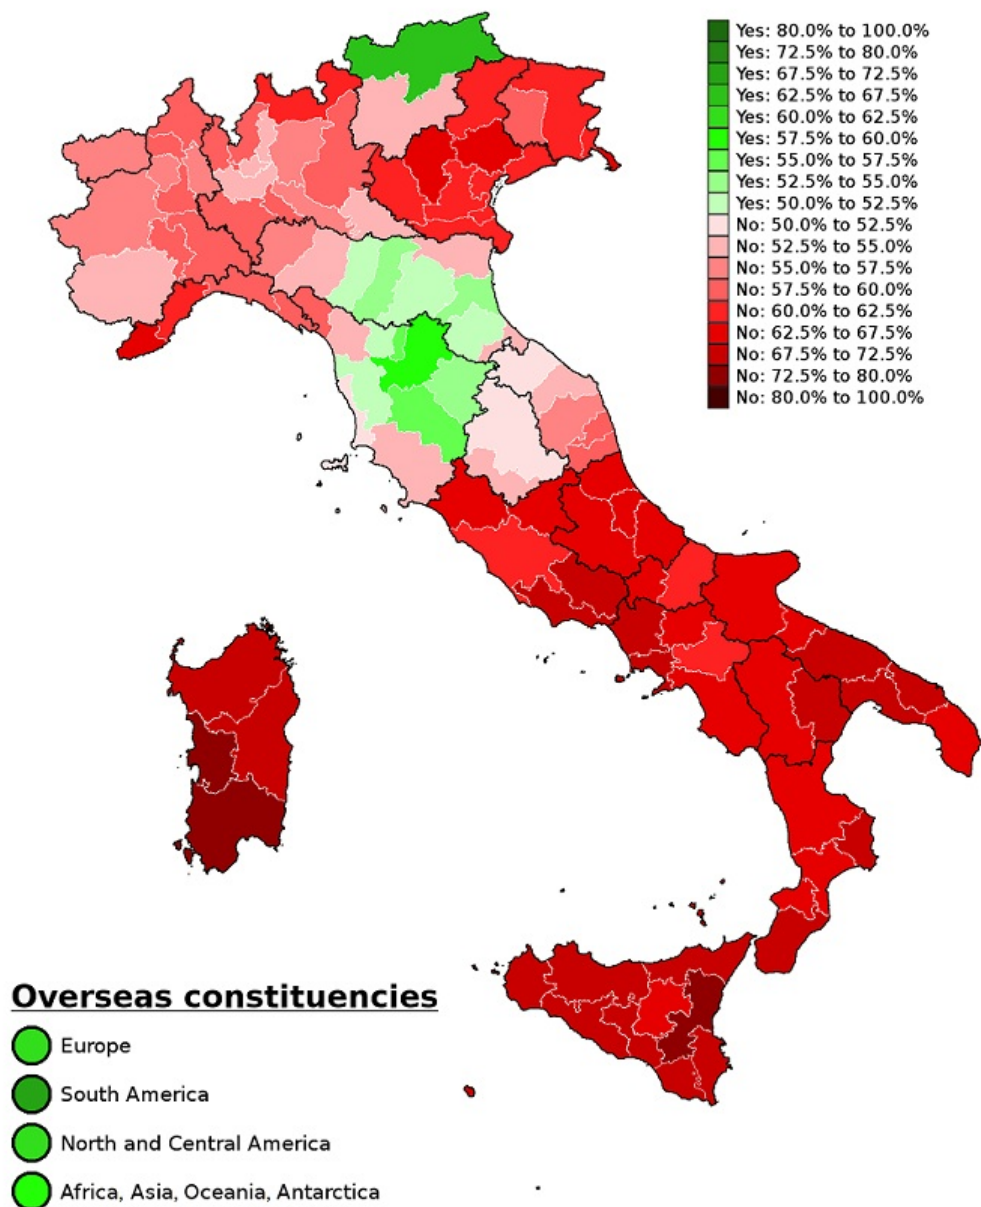 Yes: 80.0% to 100.0%
Yes: 72.5% to 80.0%
Yes: 67.5% to 72.5%
Yes: 62.5% to 67.5%
Yes: 60.0% to 62.5%
Yes: 57.5% to 60.0%
Yes: 55.0% to 57.5%
Yes: 52.5% to 55.0%
Yes: 50.0% to 52.5%
No: 50.0% to 52.5%
No: 52.5% to 55.0%
No: 55.0% to 57.5%
No: 57.5% to 60.0%
No: 60.0% to 62.5%
No: 62.5% to 67.5%
No: 67.5% to 72.5%
No: 72.5% to 80.0%
No: 80.0% to 100.0%
Overseas constituencies
Europe
South America
North and Central America
Africa, Asia, Oceania, Antarctica